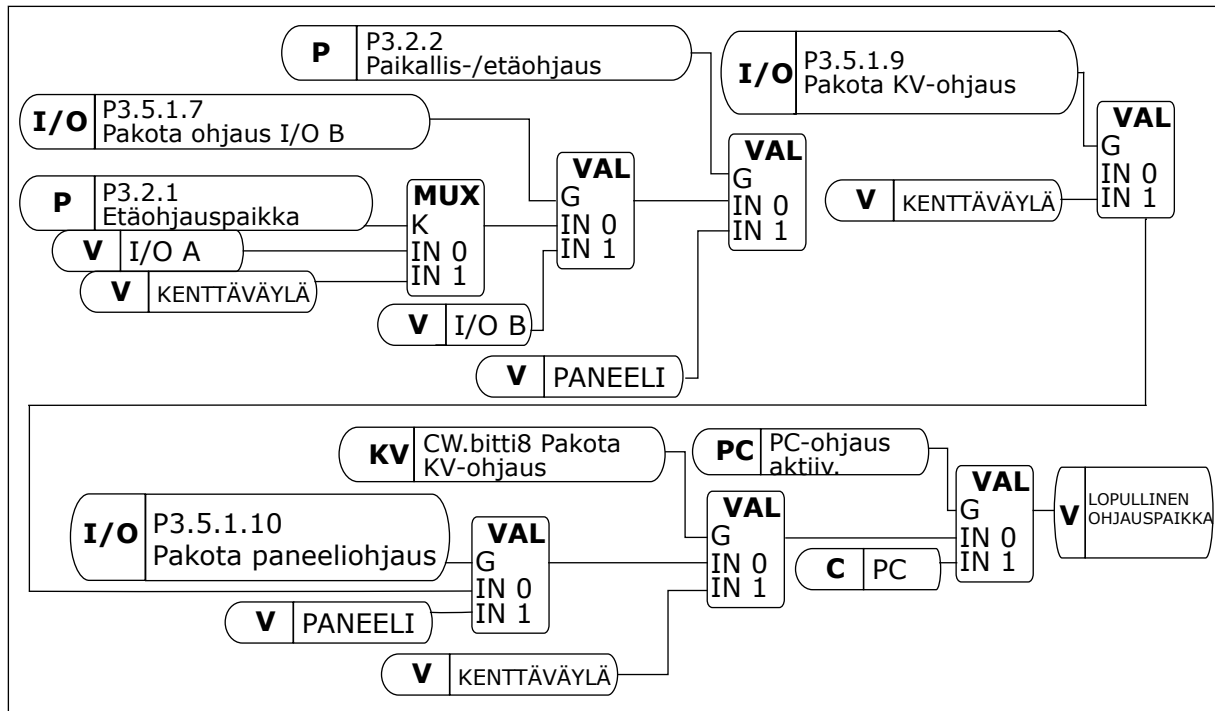 P P3.2.2
Paikallis-/etäohjaus
I/O P3.5.1.9
Pakota KV-ohjaus
I/O P3.5.1.7
Pakota ohjaus I/O B
P P3.2.1
Etäohjauspaikka
V I/O A
V KENTTÄVÄYLÄ
MUX
K
IN 0
IN 1
VAL
G
IN 0
IN 1
V I/O B
VAL
G
IN 0
IN 1
V PANEELI
V KENTTÄVÄYLÄ
VAL
G
IN 0
IN 1
KV CW.bitti8 Pakota
KV-ohjaus
PC PC-ohjaus
aktiiv.
I/O P3.5.1.10
Pakota paneeliohjaus
V PANEELI
VAL
G
IN 0
IN 1
V KENTTÄVÄYLÄ
VAL
G
IN 0
IN 1
C PC
VAL
G
IN 0
IN 1
V LOPULLINEN
OHJAUSPAIKKA